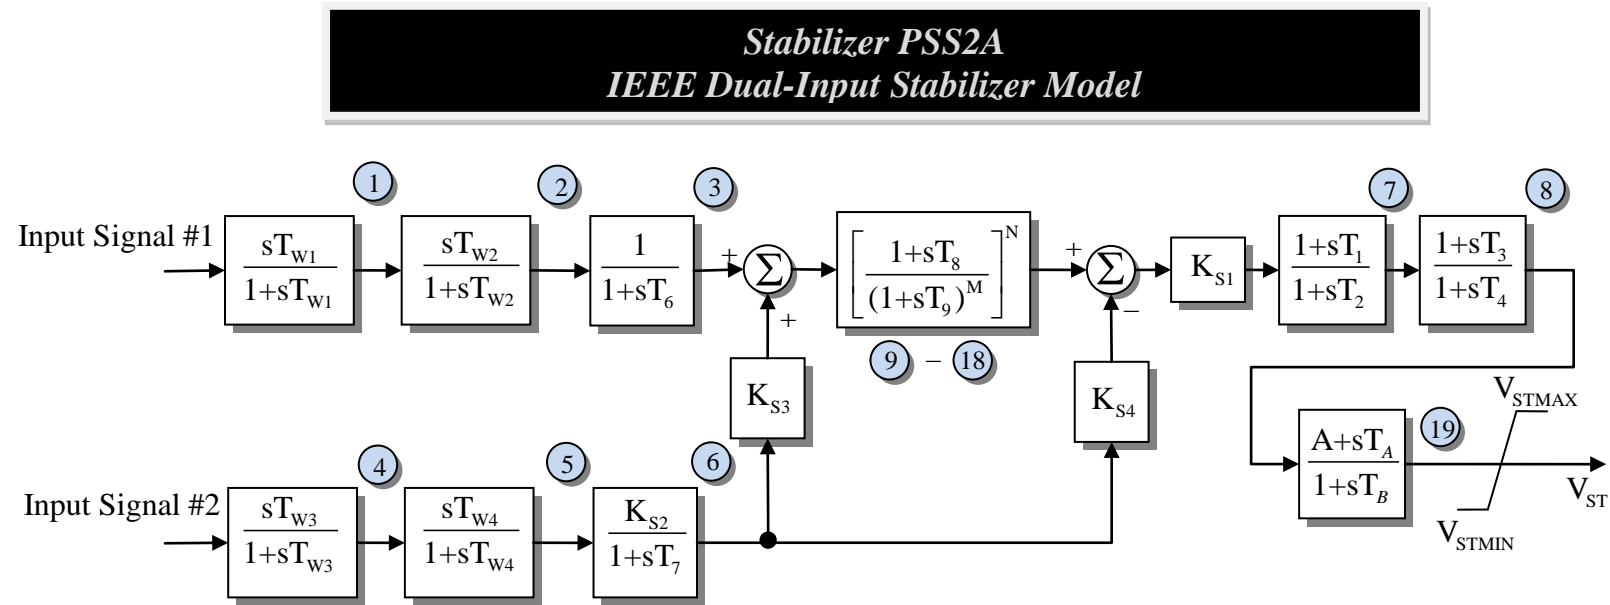 Stabilizer PSS2A
IEEE Dual-Input Stabilizer Model
1
2
3
7
8
Input Signal #1
sT_W1
1+sT_W1
sT_W2
1+sT_W2
1
1+sT_6
+
Σ
+
[ 1+sT_8
(1+sT_9)^M ]^N
+
Σ
−
K_S1
1+sT_1
1+sT_2
1+sT_3
1+sT_4
9 – 18
K_S3
K_S4
V_STMAX
4
5
6
19
Input Signal #2
sT_W3
1+sT_W3
sT_W4
1+sT_W4
K_S2
1+sT_7
A+sT_A
1+sT_B
V_ST
V_STMIN